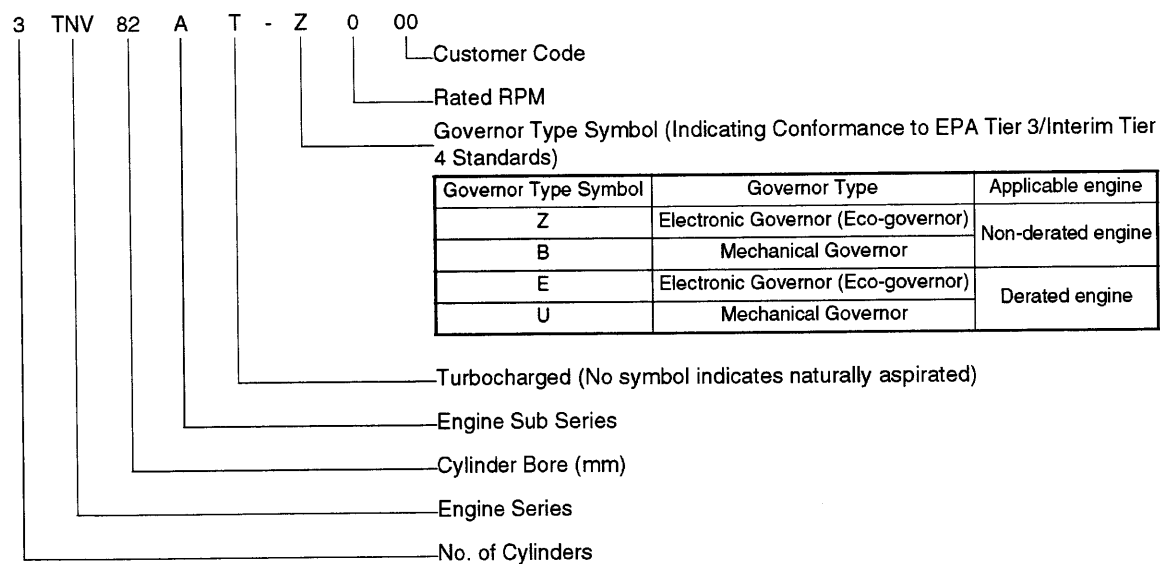 3 TNV 82 A T - Z 0 00
Customer Code
Rated RPM
Governor Type Symbol (Indicating Conformance to EPA Tier 3/Interim Tier
4 Standards)
Governor Type Symbol Governor Type Applicable engine
Z Electronic Governor (Eco-governor) Non-derated engine
B Mechanical Governor
E Electronic Governor (Eco-governor) Derated engine
U Mechanical Governor
Turbocharged (No symbol indicates naturally aspirated)
Engine Sub Series
Cylinder Bore (mm)
Engine Series
No. of Cylinders